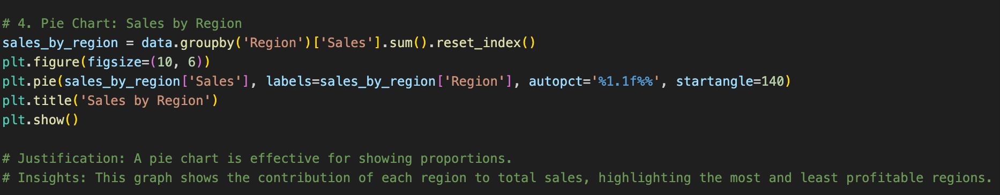 # 4. Pie Chart: Sales by Region
sales_by_region = data.groupby('Region')['Sales'].sum().reset_index()
plt.figure(figsize=(10, 6))
plt.pie(sales_by_region['Sales'], labels=sales_by_region['Region'], autopct='%1.1f%%', startangle=140)
plt.title('Sales by Region')
plt.show()
# Justification: A pie chart is effective for showing proportions.
# Insights: This graph shows the contribution of each region to total sales, highlighting the most and least profitable regions.